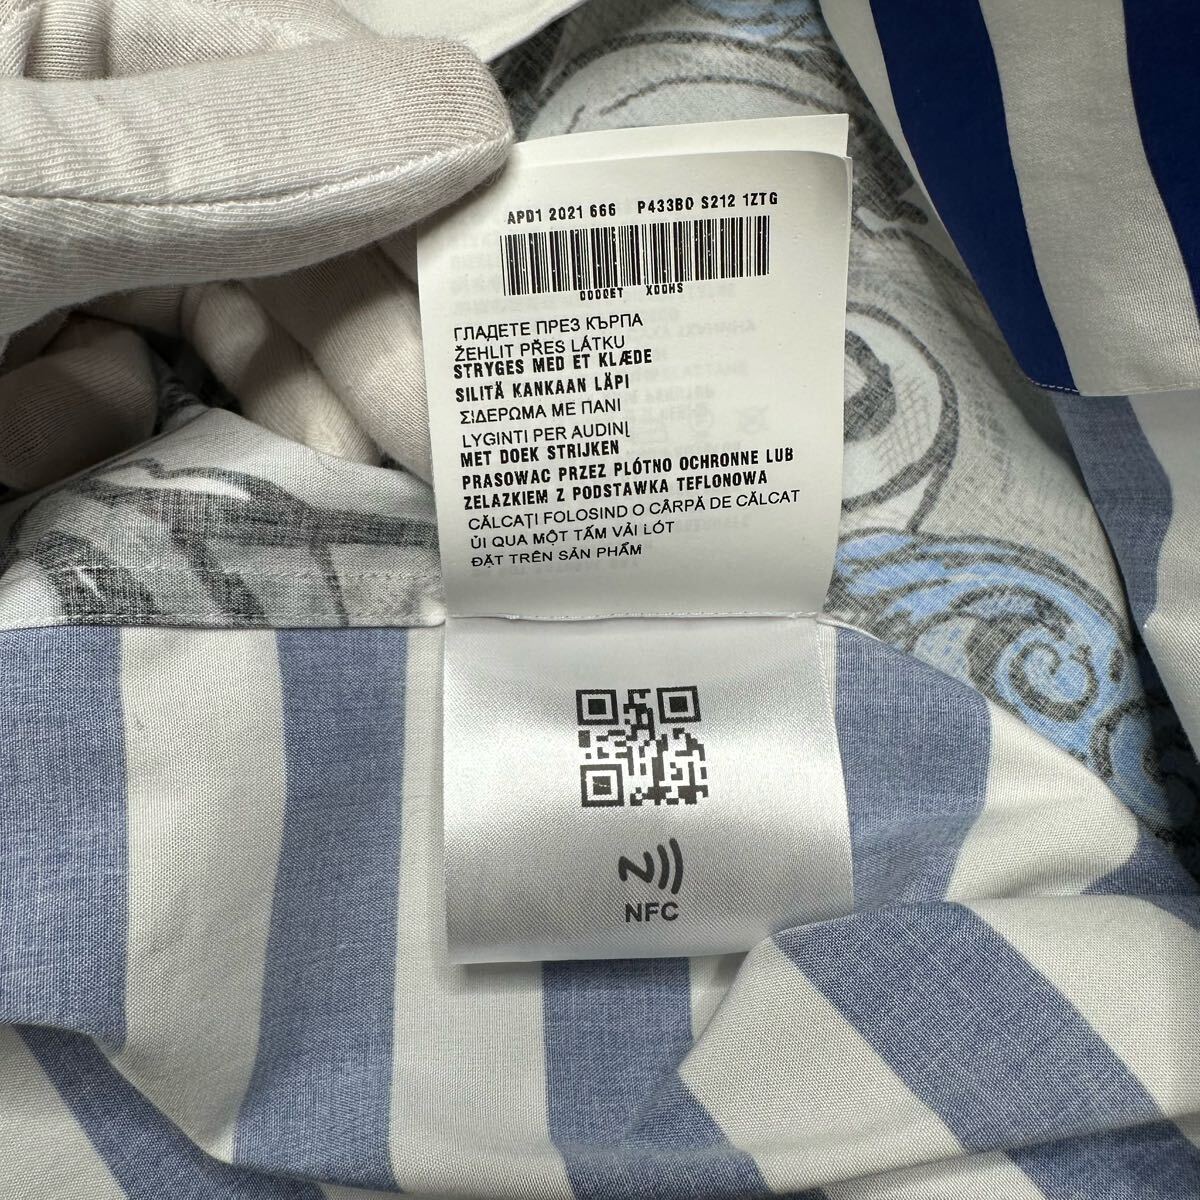 APD1 2021 666 P433B0 S212 1ZTG
0000ET X00HS
ГЛАДЕТЕ ПРЕЗ КЪРПА
ŽEHLIT PŘES LÁTKU
STRYGES MED ET KLÆDE
SILITÄ KANKAAN LÄPI
ΣΙΔΕΡΩΜΑ ΜΕ ΠΑΝΙ
LYGINTI PER AUDINĮ
MET DOEK STRIJKEN
PRASOWAC PRZEZ PLÓTNO OCHRONNE LUB
ZELAZKIEM Z PODSTAWKA TEFLONOWA
CĂLCAȚI FOLOSIND O CÂRPĂ DE CĂLCAT
ỦI QUA MỘT TẤM VẢI LÓT
ĐẶT TRÊN SẢN PHẨM
N
NFC